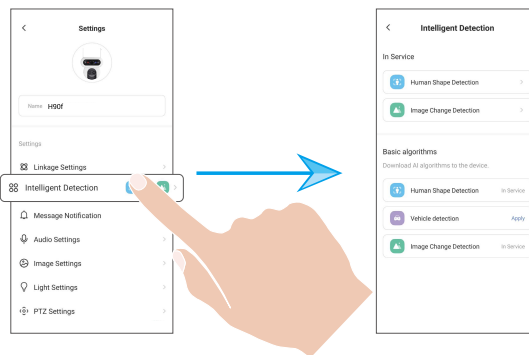 Settings
Name H90f
Settings
Linkage Settings
Intelligent Detection
Message Notification
Audio Settings
Image Settings
Light Settings
PTZ Settings
Intelligent Detection
In Service
Human Shape Detection
Image Change Detection
Basic algorithms
Download AI algorithms to the device.
Human Shape Detection In Service
Vehicle detection Apply
Image Change Detection In Service